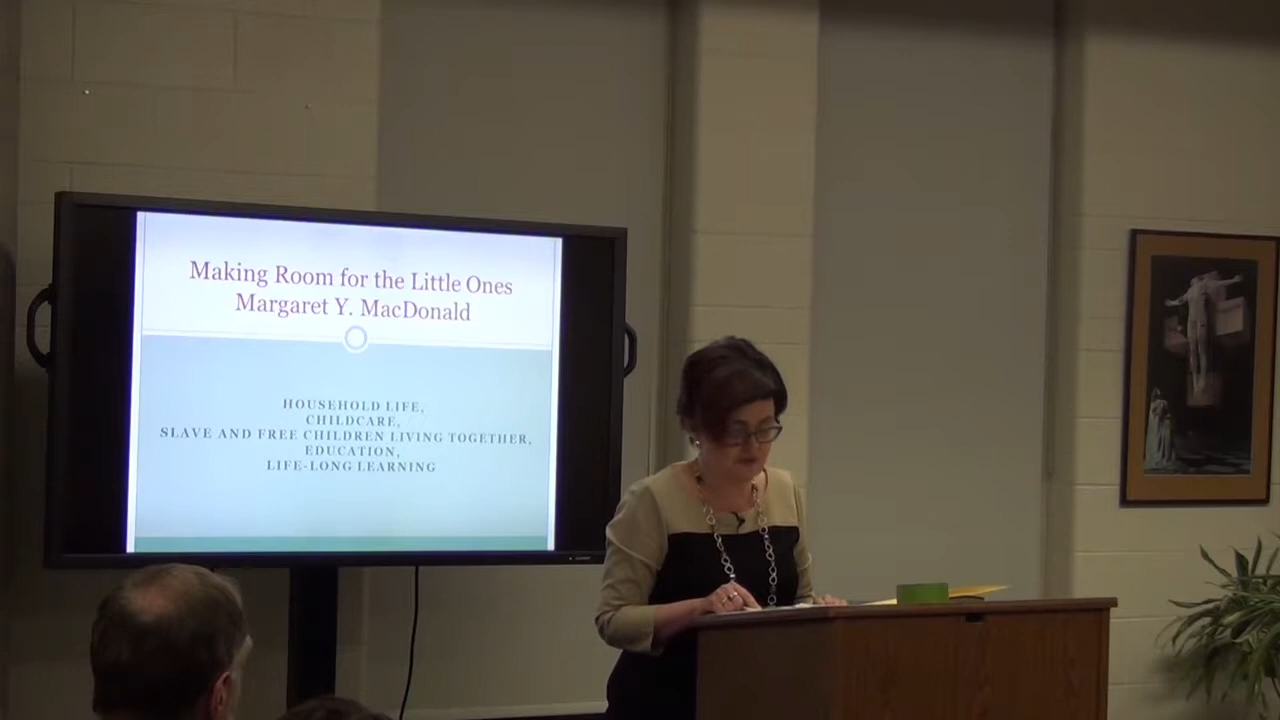 Making Room for the Little Ones
Margaret Y. MacDonald
HOUSEHOLD LIFE,
CHILDCARE,
SLAVE AND FREE CHILDREN LIVING TOGETHER,
EDUCATION,
LIFE-LONG LEARNING